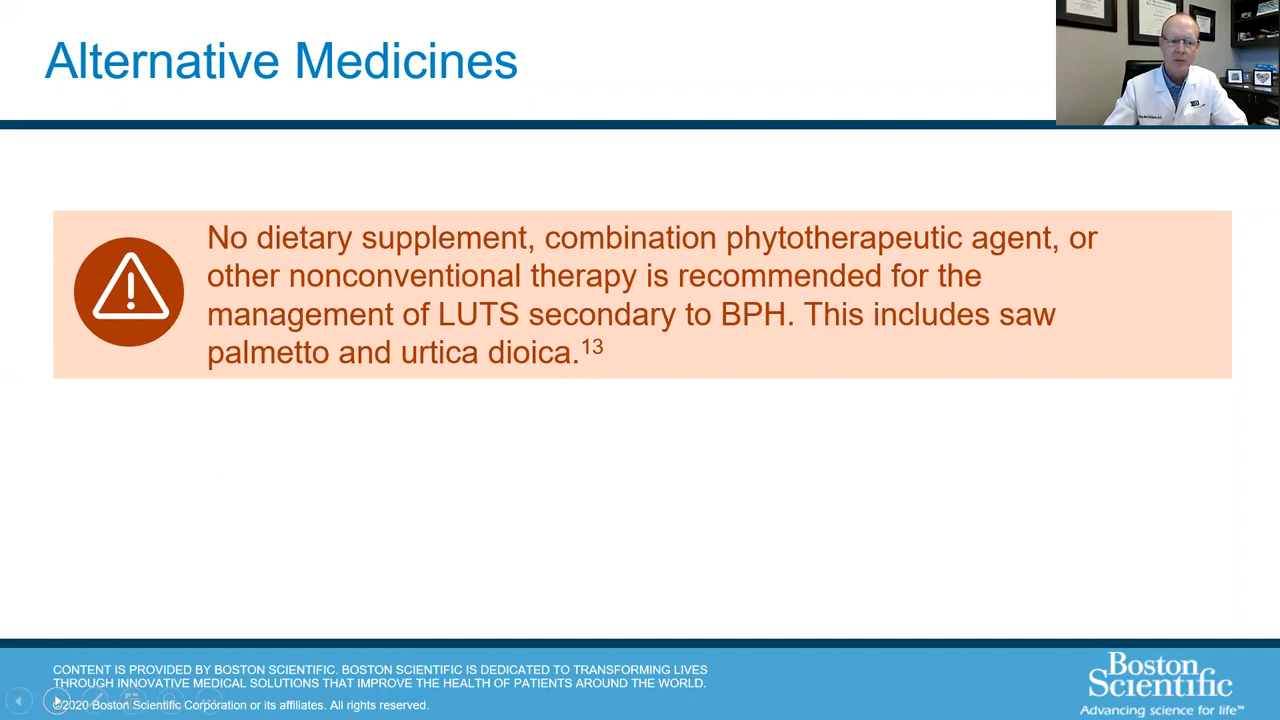 Alternative Medicines
No dietary supplement, combination phytotherapeutic agent, or
other nonconventional therapy is recommended for the
management of LUTS secondary to BPH. This includes saw
palmetto and urtica dioica.13
CONTENT IS PROVIDED BY BOSTON SCIENTIFIC. BOSTON SCIENTIFIC IS DEDICATED TO TRANSFORMING LIVES
THROUGH INNOVATIVE MEDICAL SOLUTIONS THAT IMPROVE THE HEALTH OF PATIENTS AROUND THE WORLD.
©2020 Boston Scientific Corporation or its affiliates. All rights reserved.
Boston
Scientific
Advancing science for life™